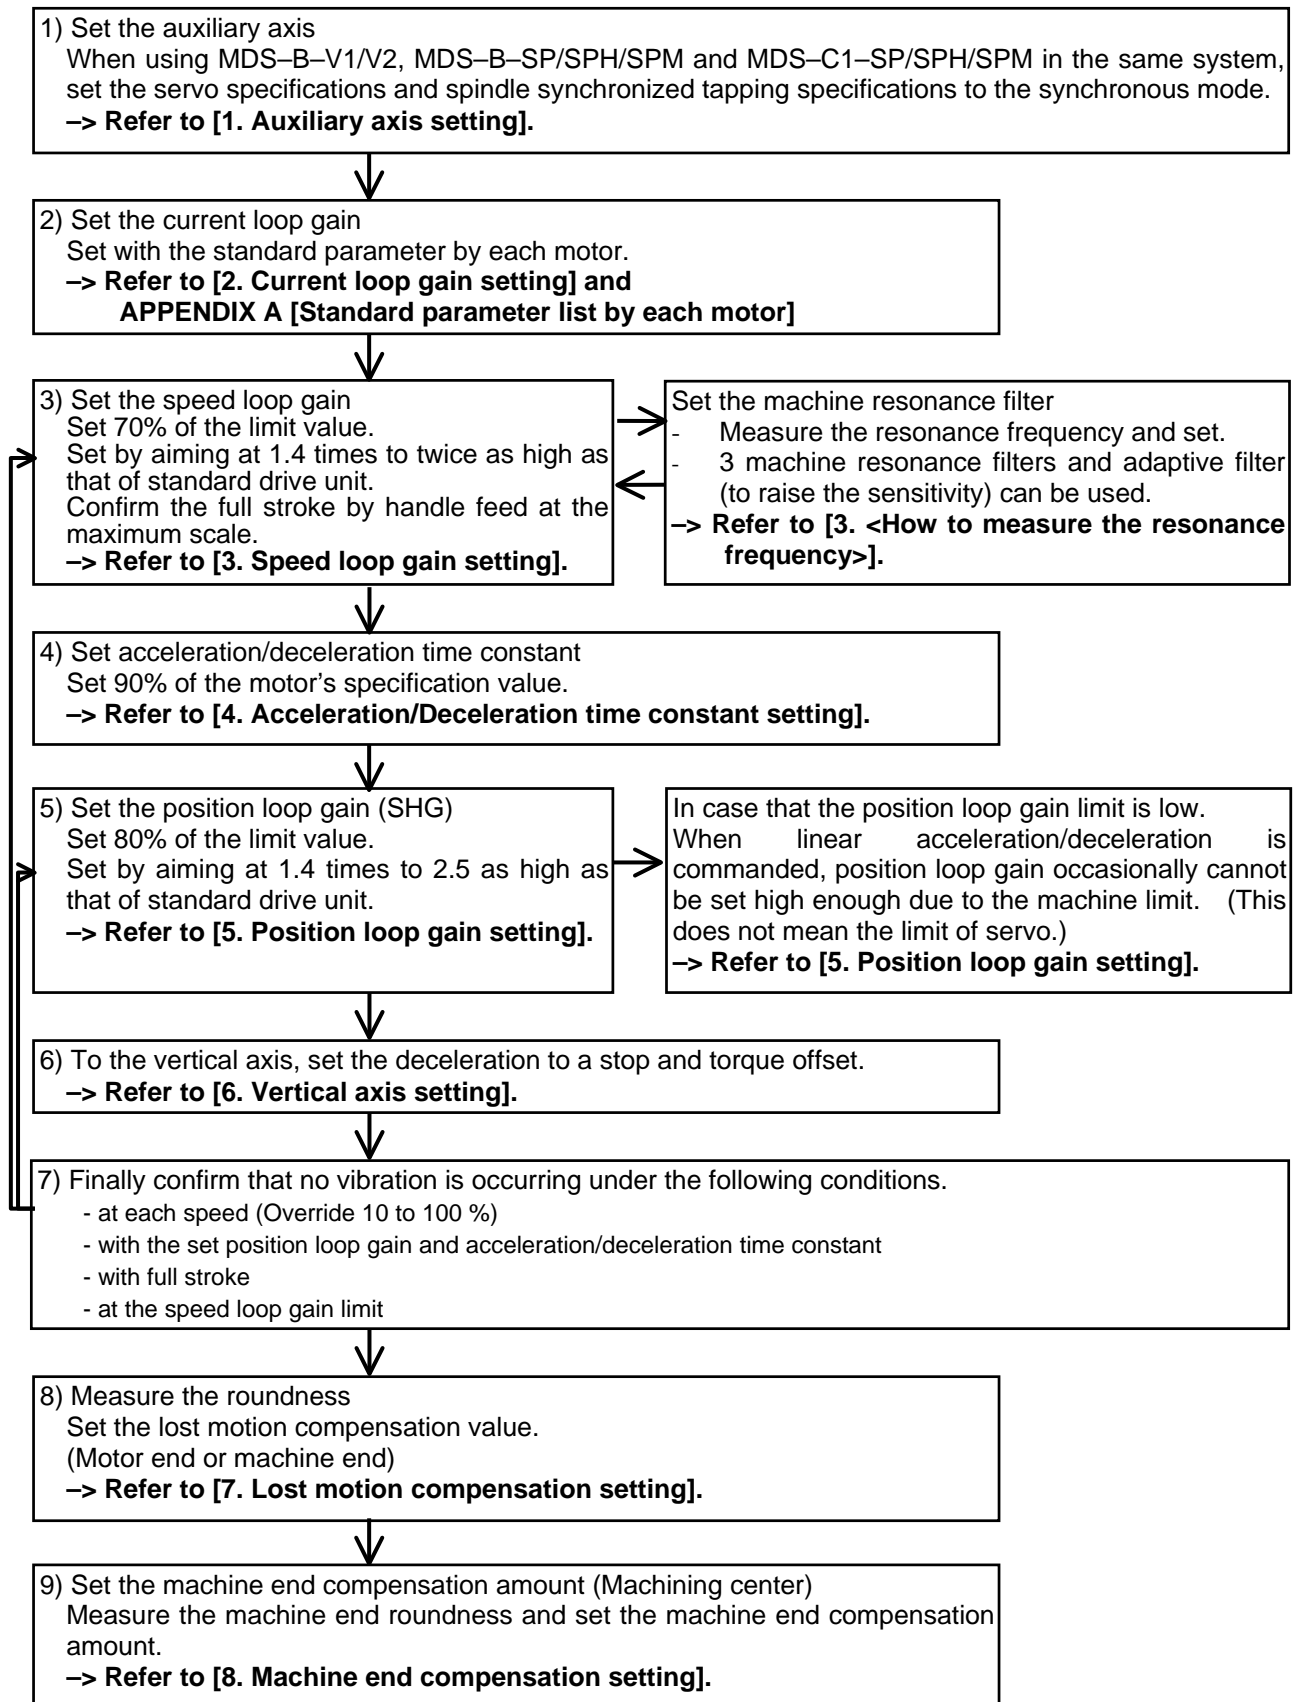 1) Set the auxiliary axis
When using MDS–B–V1/V2, MDS–B–SP/SPH/SPM and MDS–C1–SP/SPH/SPM in the same system,
set the servo specifications and spindle synchronized tapping specifications to the synchronous mode.
–> Refer to [1. Auxiliary axis setting].
2) Set the current loop gain
Set with the standard parameter by each motor.
–> Refer to [2. Current loop gain setting] and
APPENDIX A [Standard parameter list by each motor]
3) Set the speed loop gain
Set 70% of the limit value.
Set by aiming at 1.4 times to twice as high as
that of standard drive unit.
Confirm the full stroke by handle feed at the
maximum scale.
–> Refer to [3. Speed loop gain setting].
Set the machine resonance filter
- Measure the resonance frequency and set.
- 3 machine resonance filters and adaptive filter
(to raise the sensitivity) can be used.
–> Refer to [3. <How to measure the resonance
frequency>].
4) Set acceleration/deceleration time constant
Set 90% of the motor's specification value.
–> Refer to [4. Acceleration/Deceleration time constant setting].
5) Set the position loop gain (SHG)
Set 80% of the limit value.
Set by aiming at 1.4 times to 2.5 as high as
that of standard drive unit.
–> Refer to [5. Position loop gain setting].
In case that the position loop gain limit is low.
When linear acceleration/deceleration is
commanded, position loop gain occasionally cannot
be set high enough due to the machine limit. (This
does not mean the limit of servo.)
–> Refer to [5. Position loop gain setting].
6) To the vertical axis, set the deceleration to a stop and torque offset.
–> Refer to [6. Vertical axis setting].
7) Finally confirm that no vibration is occurring under the following conditions.
- at each speed (Override 10 to 100 %)
- with the set position loop gain and acceleration/deceleration time constant
- with full stroke
- at the speed loop gain limit
8) Measure the roundness
Set the lost motion compensation value.
(Motor end or machine end)
–> Refer to [7. Lost motion compensation setting].
9) Set the machine end compensation amount (Machining center)
Measure the machine end roundness and set the machine end compensation
amount.
–> Refer to [8. Machine end compensation setting].